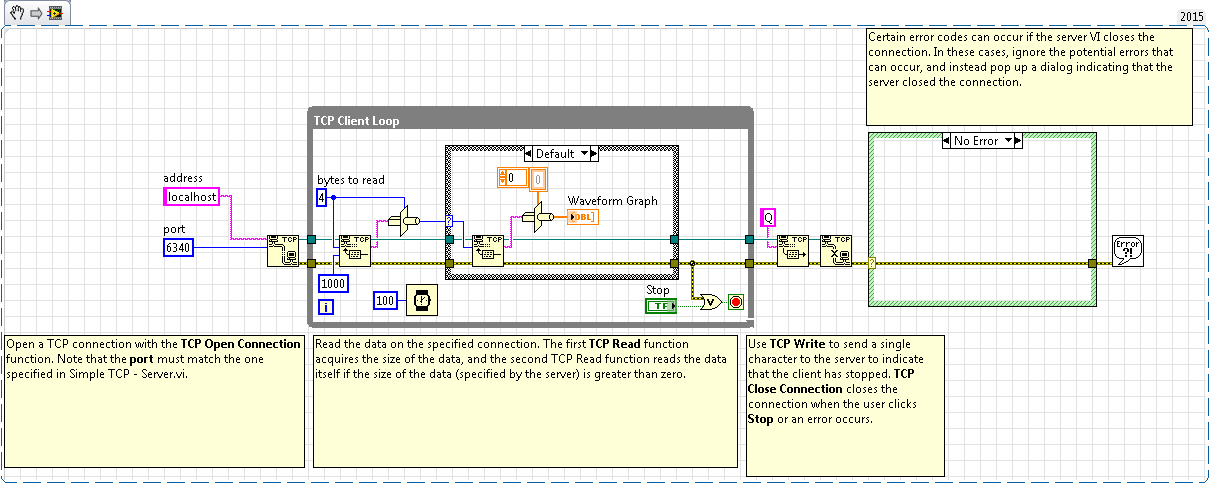 2015
Certain error codes can occur if the server VI closes the
connection. In these cases, ignore the potential errors that
can occur, and instead pop up a dialog indicating that the
server closed the connection.
TCP Client Loop
No Error
Default
address
localhost
bytes to read
4
0
0
Waveform Graph
DBL
port
6340
Q
TCP
TCP
TCP
TCP
TCP
?
?
Error
?!
1000
i
100
Stop
TF
V
Open a TCP connection with the TCP Open Connection
function. Note that the port must match the one
specified in Simple TCP - Server.vi.
Read the data on the specified connection. The first TCP Read function
acquires the size of the data, and the second TCP Read function reads the data
itself if the size of the data (specified by the server) is greater than zero.
Use TCP Write to send a single
character to the server to indicate
that the client has stopped. TCP
Close Connection closes the
connection when the user clicks
Stop or an error occurs.